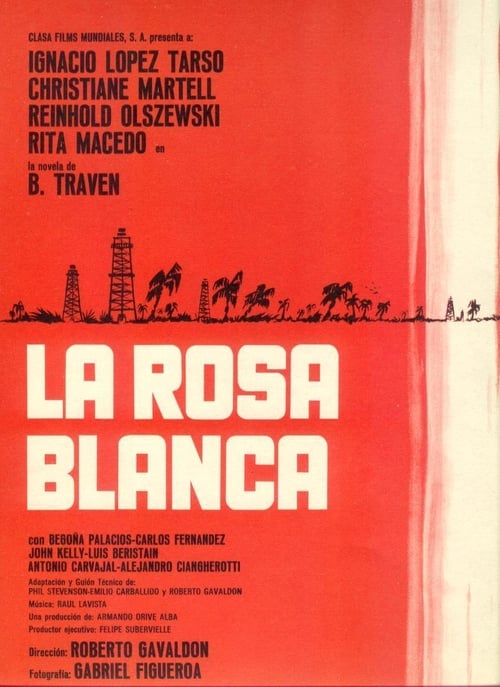 CLASA FILMS MUNDIALES, S. A. presenta a:
IGNACIO LOPEZ TARSO
CHRISTIANE MARTELL
REINHOLD OLSZEWSKI
RITA MACEDO en
la novela de
B. TRAVEN
LA ROSA
BLANCA
con BEGOÑA PALACIOS-CARLOS FERNANDEZ
JOHN KELLY-LUIS BERISTAIN
ANTONIO CARVAJAL-ALEJANDRO CIANGHEROTTI
Adaptación y Guión Técnico de:
PHIL STEVENSON-EMILIO CARBALLIDO y ROBERTO GAVALDON
Música: RAUL LAVISTA
Una producción de: ARMANDO ORIVE ALBA
Productor ejecutivo: FELIPE SUBERVIELLE
Dirección: ROBERTO GAVALDON
Fotografía: GABRIEL FIGUEROA